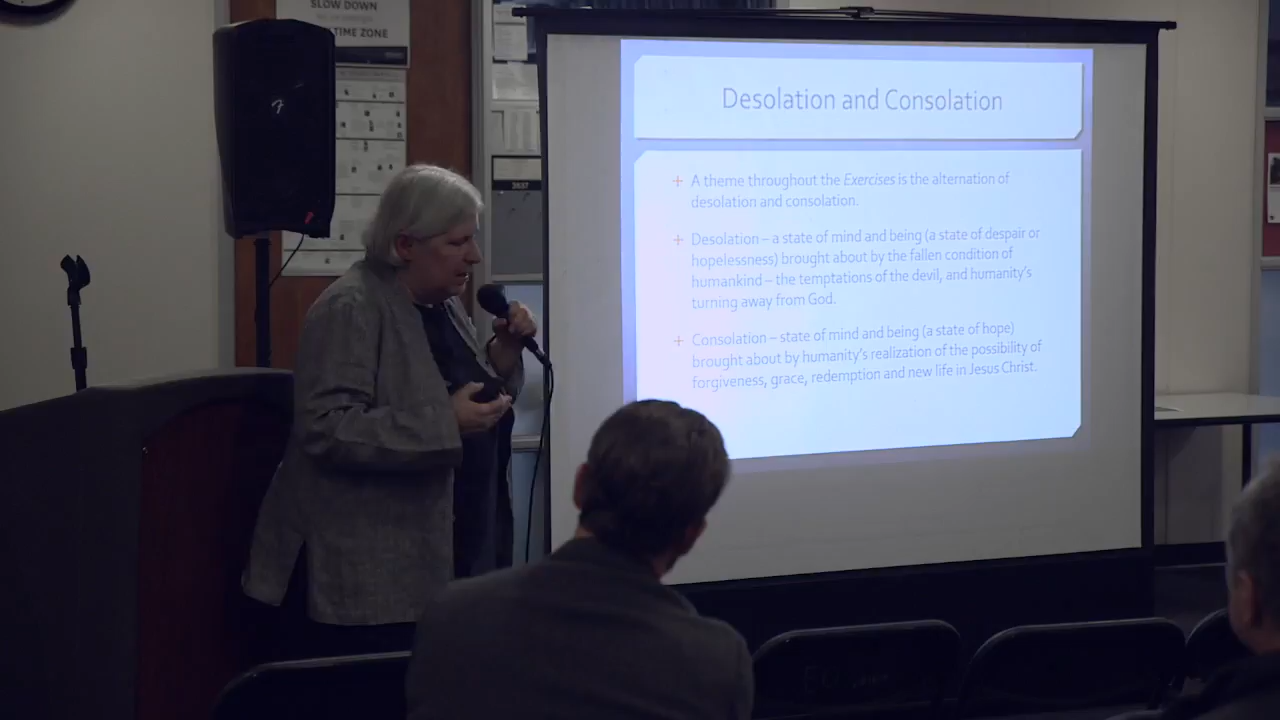 SLOW DOWN
TIME ZONE
3637
Desolation and Consolation
+ A theme throughout the Exercises is the alternation of
desolation and consolation.
+ Desolation – a state of mind and being (a state of despair or
hopelessness) brought about by the fallen condition of
humankind – the temptations of the devil, and humanity's
turning away from God.
+ Consolation – state of mind and being (a state of hope)
brought about by humanity's realization of the possibility of
forgiveness, grace, redemption and new life in Jesus Christ.